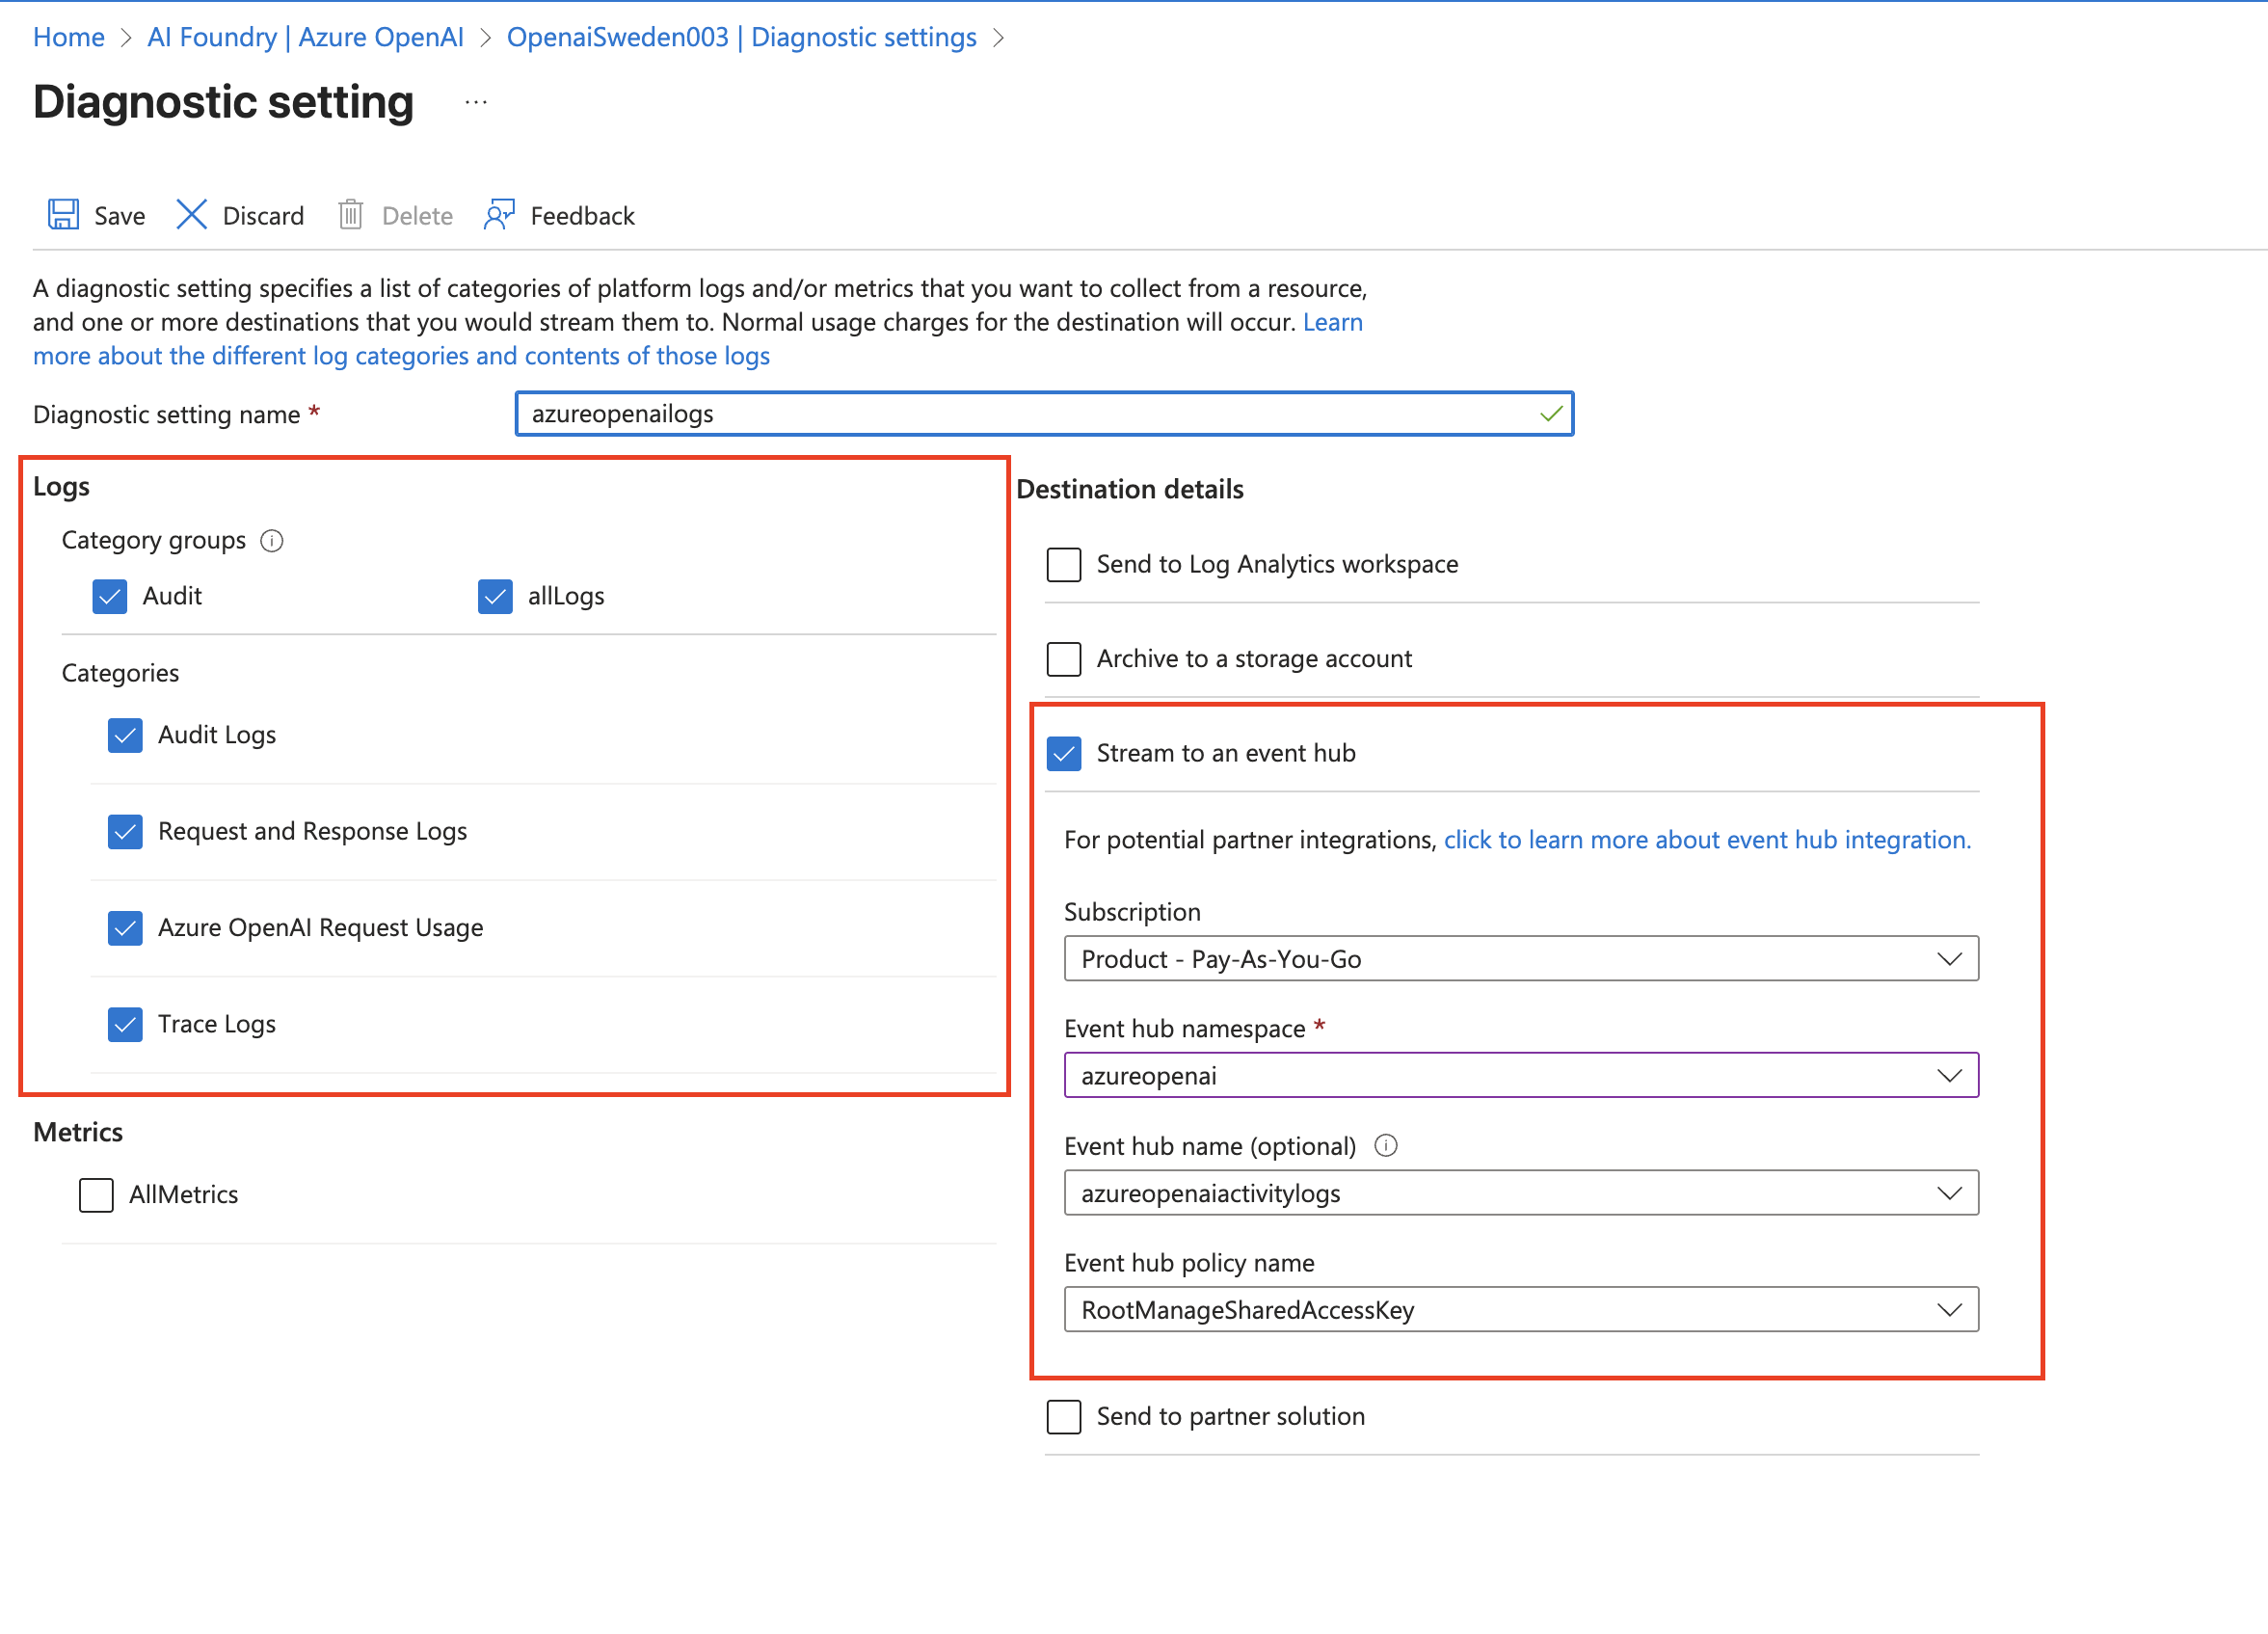 Home > AI Foundry | Azure OpenAI > OpenaiSweden003 | Diagnostic settings >
Diagnostic setting ...
Save Discard Delete Feedback
A diagnostic setting specifies a list of categories of platform logs and/or metrics that you want to collect from a resource,
and one or more destinations that you would stream them to. Normal usage charges for the destination will occur. Learn
more about the different log categories and contents of those logs
Diagnostic setting name *
azureopenailogs
Logs
Category groups
Audit
allLogs
Categories
Audit Logs
Request and Response Logs
Azure OpenAI Request Usage
Trace Logs
Metrics
AllMetrics
Destination details
Send to Log Analytics workspace
Archive to a storage account
Stream to an event hub
For potential partner integrations, click to learn more about event hub integration.
Subscription
Product - Pay-As-You-Go
Event hub namespace *
azureopenai
Event hub name (optional)
azureopenaiactivitylogs
Event hub policy name
RootManageSharedAccessKey
Send to partner solution